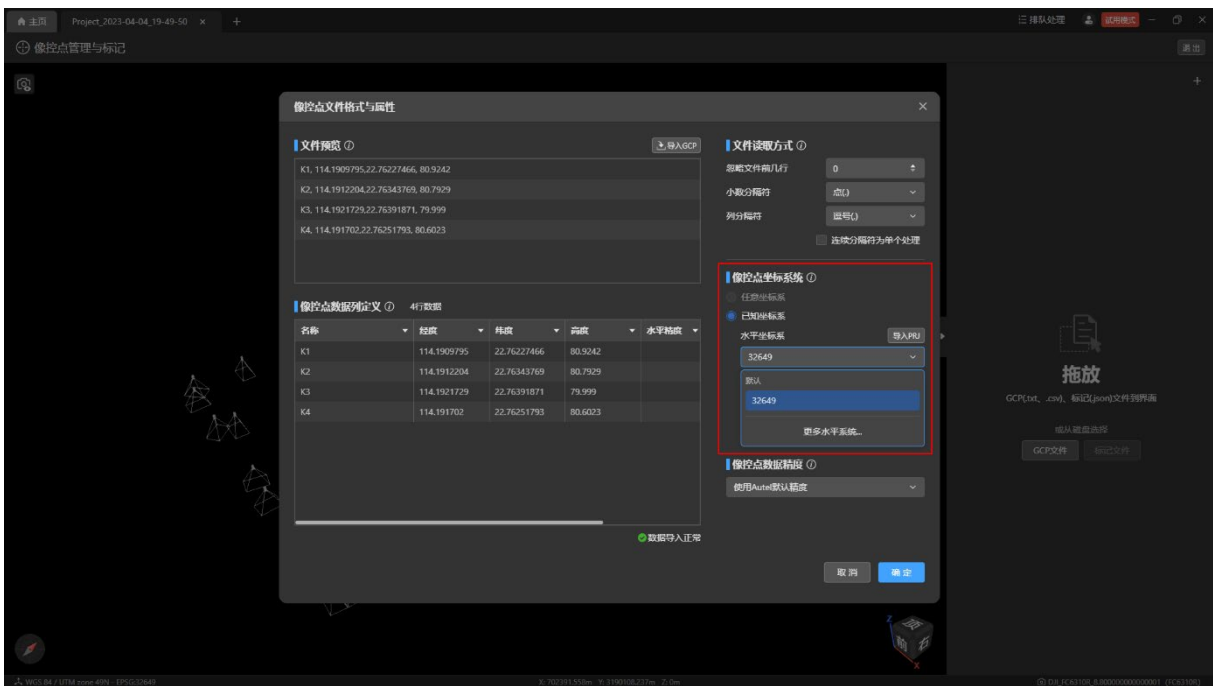 主页 Project_2023-04-04_19-49-50 × + 排队处理 试用模式
像控点管理与标记 退出
像控点文件格式与属性
文件预览 导入GCP
K1, 114.1909795,22.76227466, 80.9242
K2, 114.1912204,22.76343769, 80.7929
K3, 114.1921729,22.76391871, 79.999
K4, 114.191702,22.76251793, 80.6023
文件读取方式
忽略文件前几行 0
小数分隔符 点(.)
列分隔符 逗号(,)
连续分隔符为单个处理
像控点数据列定义 4行数据
名称 经度 纬度 高度 水平精度
K1 114.1909795 22.76227466 80.9242
K2 114.1912204 22.76343769 80.7929
K3 114.1921729 22.76391871 79.999
K4 114.191702 22.76251793 80.6023
数据导入正常
像控点坐标系统
任意坐标系
已知坐标系
水平坐标系 导入PRJ
32649
默认
32649
更多水平系统...
像控点数据精度
使用Autel默认精度
取消 确定
拖放
GCP(.txt、.csv)、标记(.json)文件到界面
或从磁盘选择
GCP文件 标记文件
Z
顶
前 右
X
WGS 84 / UTM zone 49N - EPSG:32649 X: 702391.558m Y: 3190108.237m Z: 0m DJI_FC6310R_8.8000000000000001 (FC6310R)